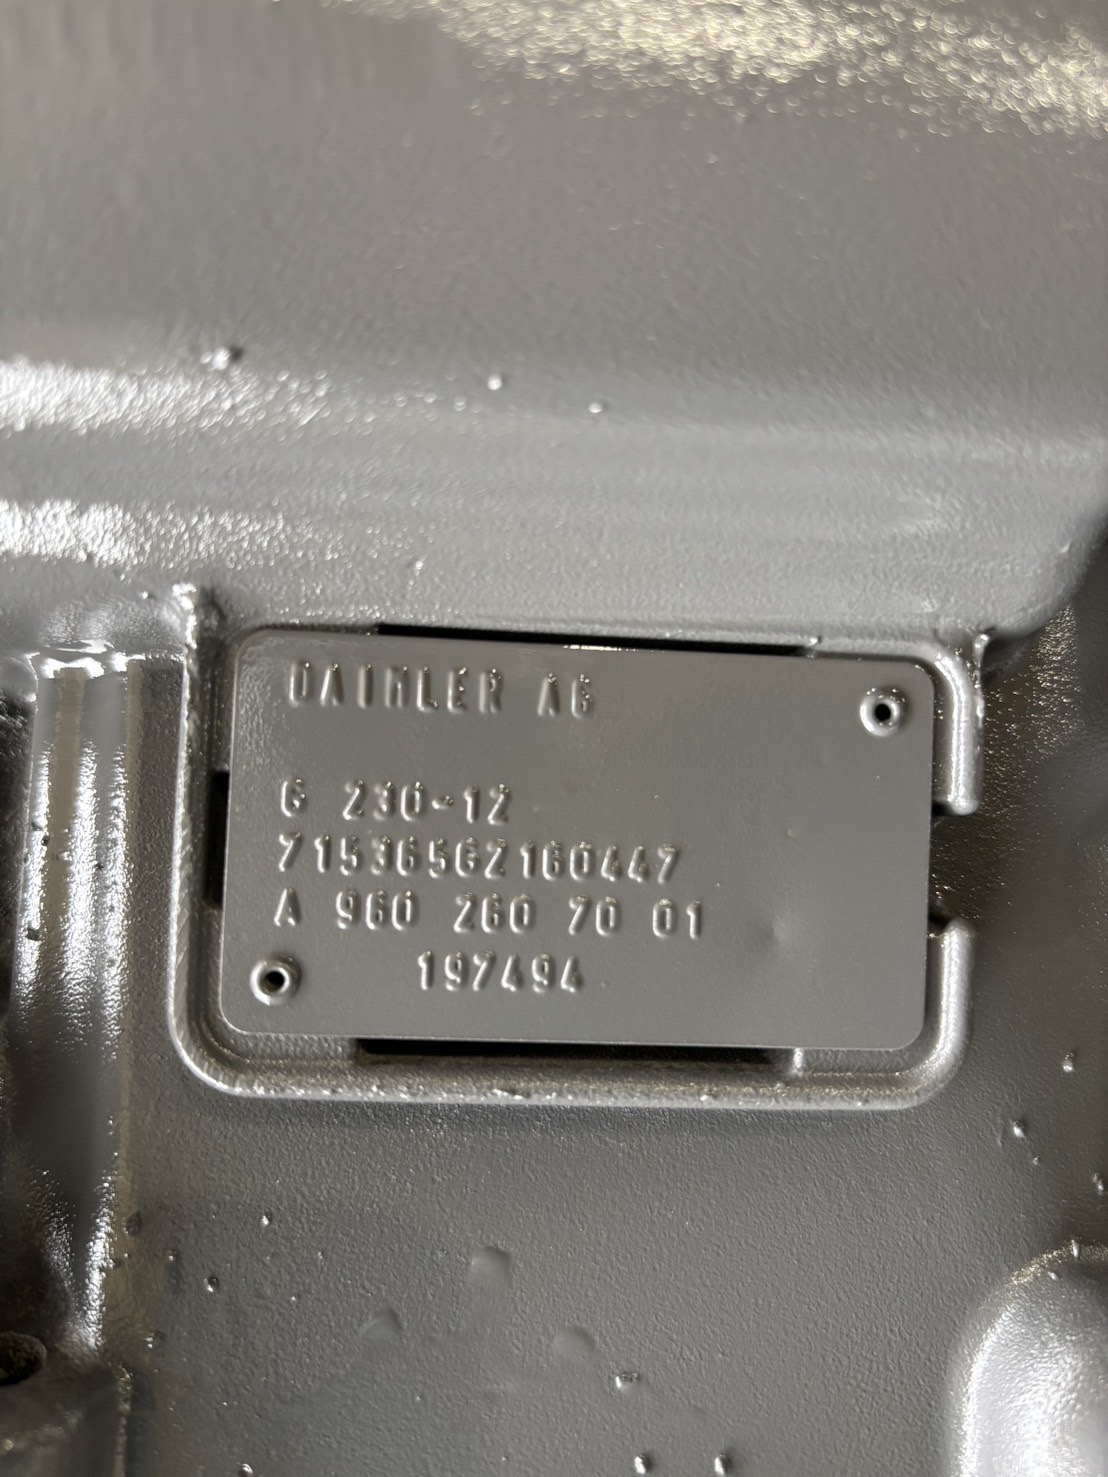 DAIMLER AG
G 230-12
715365G2160447
A 960 260 70 01
197494